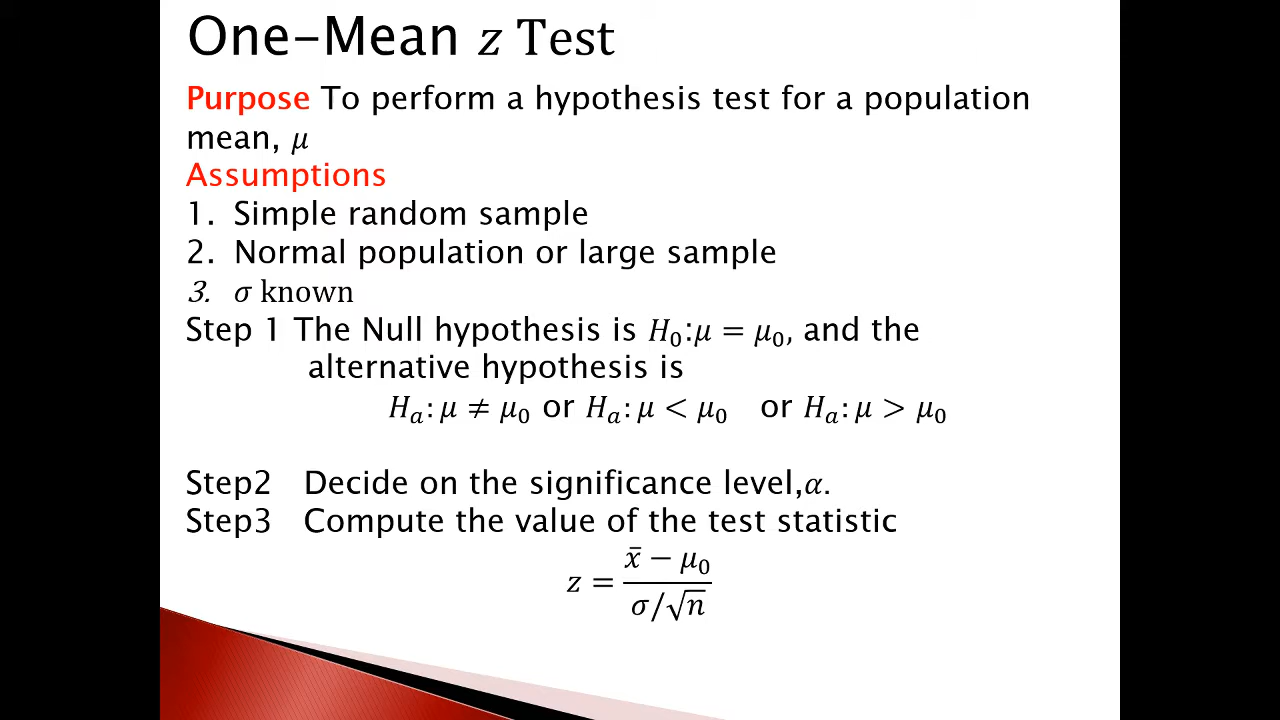 One-Mean z Test
Purpose To perform a hypothesis test for a population
mean, μ
Assumptions
1. Simple random sample
2. Normal population or large sample
3. σ known
Step 1 The Null hypothesis is H₀:μ = μ₀, and the
alternative hypothesis is
Hₐ: μ ≠ μ₀ or Hₐ: μ < μ₀ or Hₐ: μ > μ₀
Step2 Decide on the significance level,α.
Step3 Compute the value of the test statistic
z = (x̄ − μ₀) / (σ/√n)